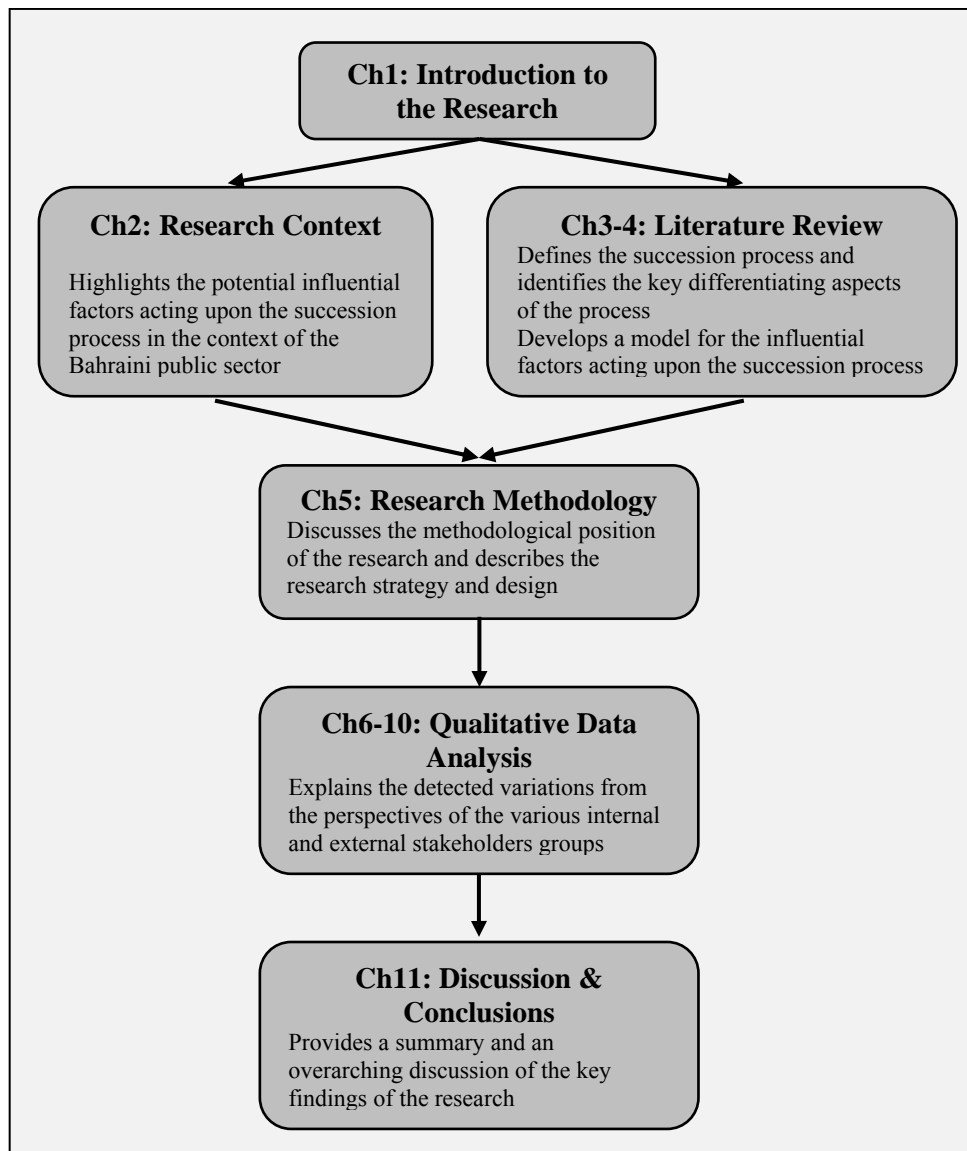 Ch1: Introduction to
the Research
Ch2: Research Context
Highlights the potential influential
factors acting upon the succession
process in the context of the
Bahraini public sector
Ch3-4: Literature Review
Defines the succession process and
identifies the key differentiating aspects
of the process
Develops a model for the influential
factors acting upon the succession process
Ch5: Research Methodology
Discusses the methodological position
of the research and describes the
research strategy and design
Ch6-10: Qualitative Data
Analysis
Explains the detected variations from
the perspectives of the various internal
and external stakeholders groups
Ch11: Discussion &
Conclusions
Provides a summary and an
overarching discussion of the key
findings of the research